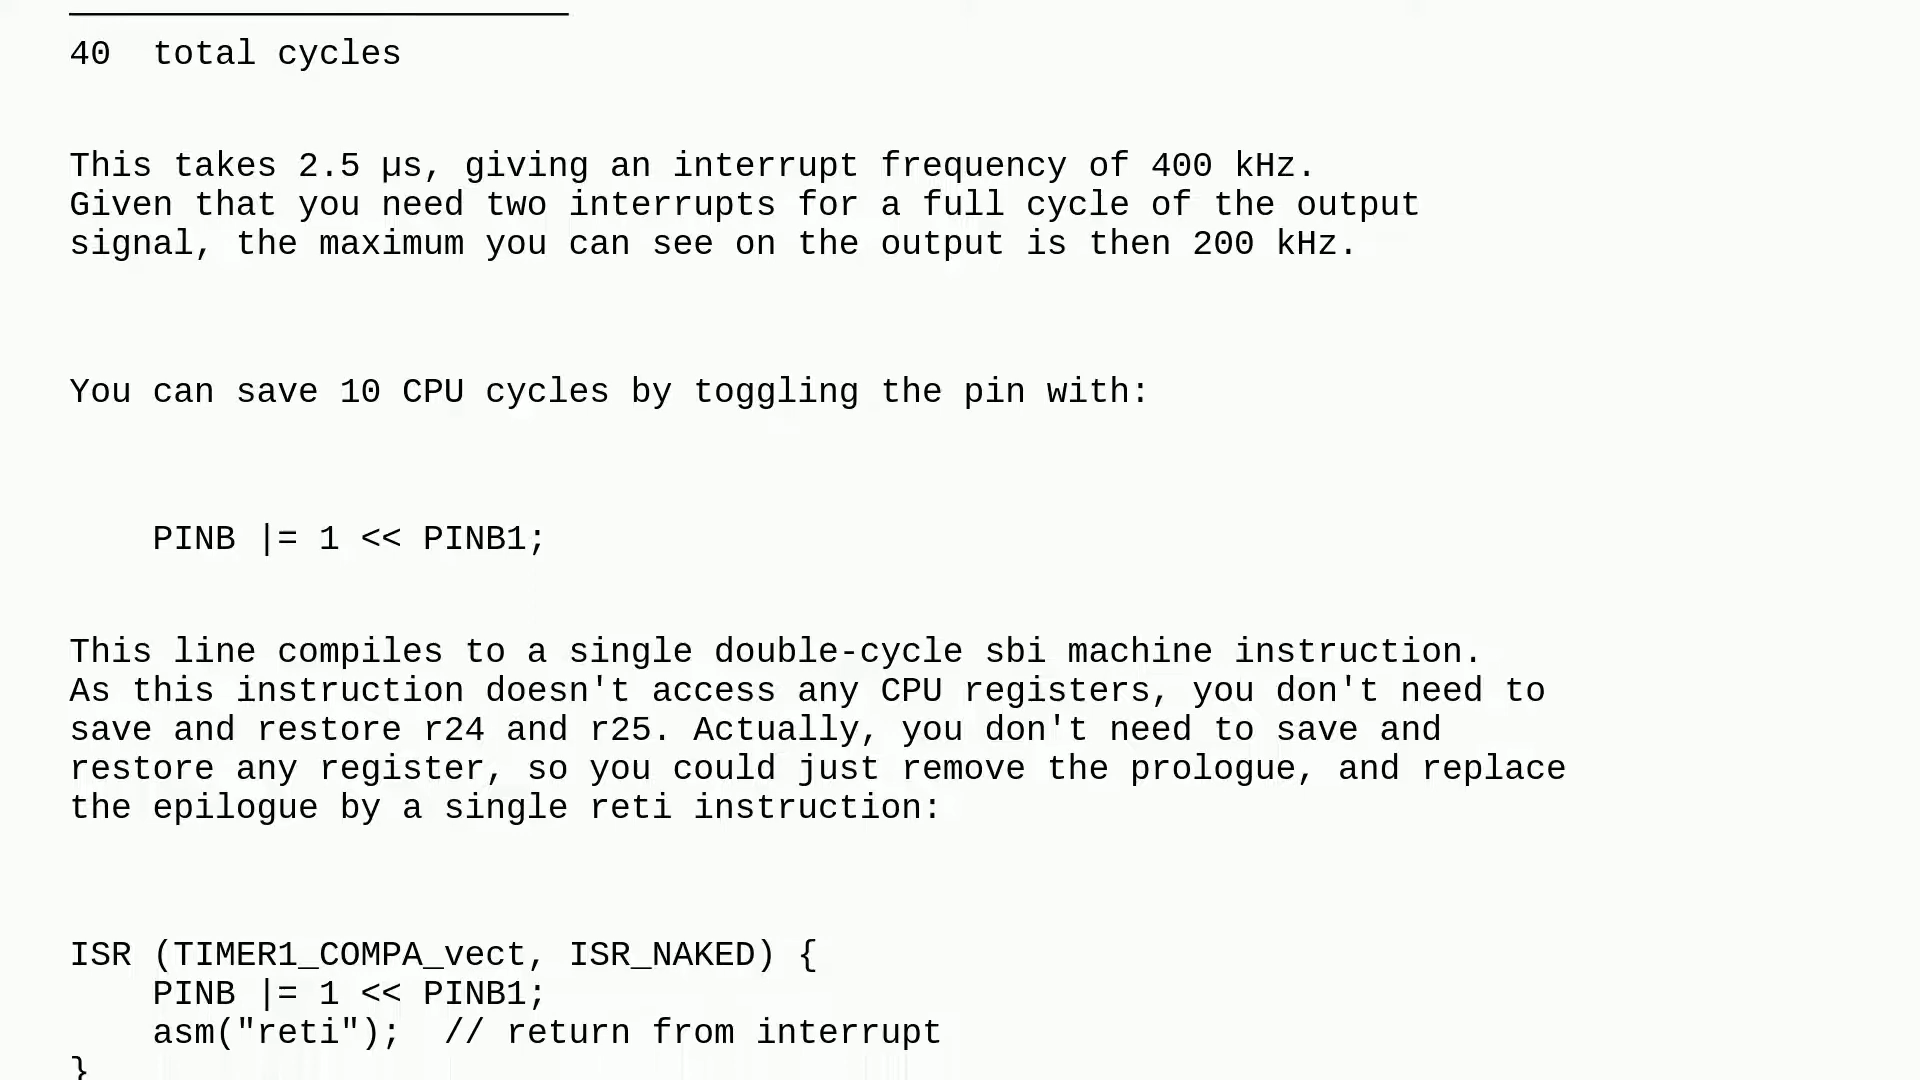 40  total cycles
This takes 2.5 µs, giving an interrupt frequency of 400 kHz.
Given that you need two interrupts for a full cycle of the output
signal, the maximum you can see on the output is then 200 kHz.
You can save 10 CPU cycles by toggling the pin with:
    PINB |= 1 << PINB1;
This line compiles to a single double-cycle sbi machine instruction.
As this instruction doesn't access any CPU registers, you don't need to
save and restore r24 and r25. Actually, you don't need to save and
restore any register, so you could just remove the prologue, and replace
the epilogue by a single reti instruction:
ISR (TIMER1_COMPA_vect, ISR_NAKED) {
    PINB |= 1 << PINB1;
    asm("reti");  // return from interrupt
}